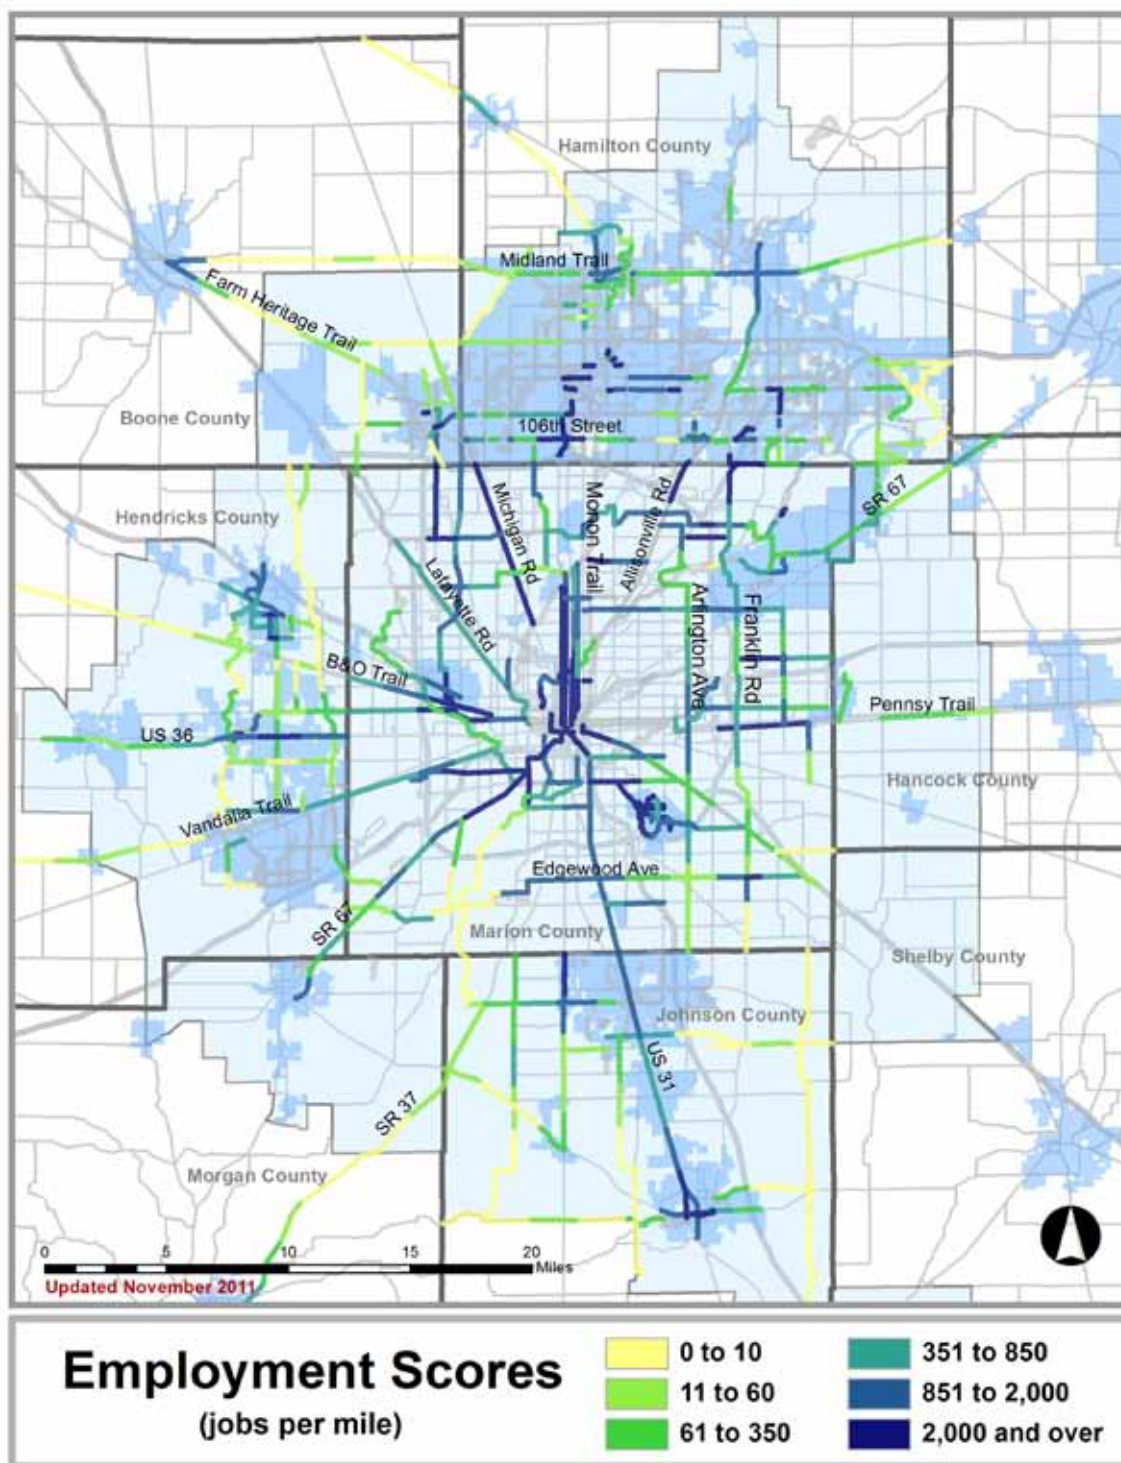 Hamilton County
Midland Trail
Farm Heritage Trail
Boone County
106th Street
SR 67
Hendricks County
Michigan Rd
Monon Trail
Allisonville Rd
Lafayette Rd
Arlington Ave
Franklin Rd
B&O Trail
Pennsy Trail
US 36
Hancock County
Vandalia Trail
Edgewood Ave
SR 67
Marion County
Shelby County
Johnson County
US 31
SR 37
Morgan County
0 5 10 15 20
Miles
Updated November 2011
Employment Scores
(jobs per mile)
0 to 10
11 to 60
61 to 350
351 to 850
851 to 2,000
2,000 and over